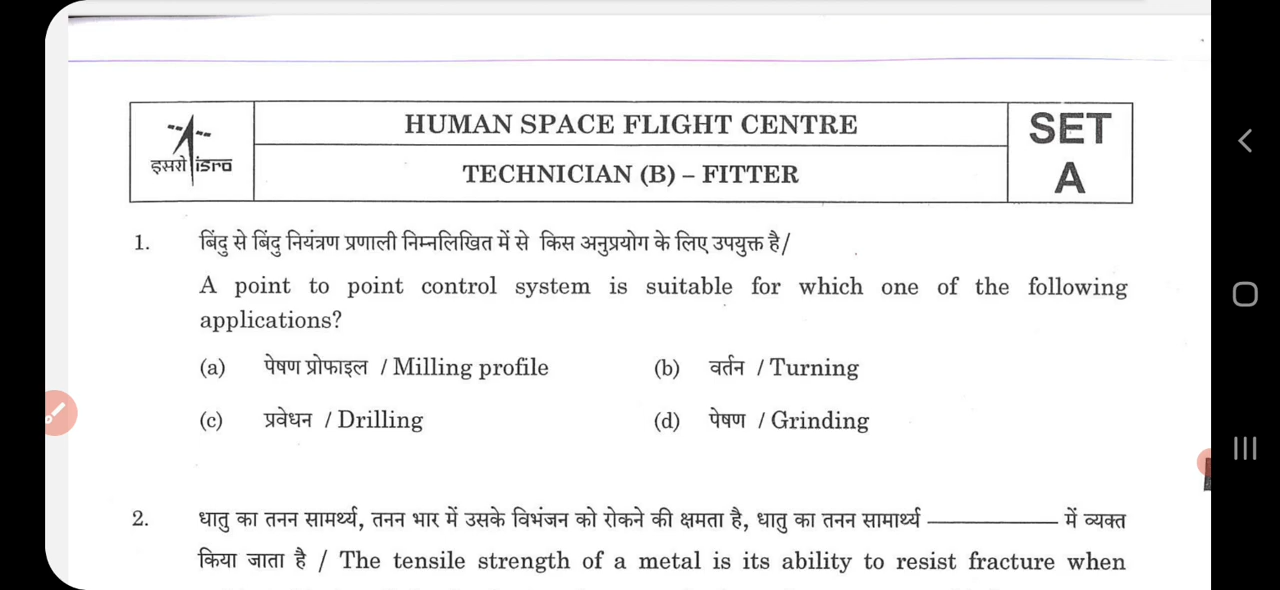 HUMAN SPACE FLIGHT CENTRE
SET
A
इसरो isro
TECHNICIAN (B) – FITTER
1. बिंदु से बिंदु नियंत्रण प्रणाली निम्नलिखित में से किस अनुप्रयोग के लिए उपयुक्त है/
A point to point control system is suitable for which one of the following
applications?
(a) पेषण प्रोफाइल / Milling profile (b) वर्तन / Turning
(c) प्रवेधन / Drilling (d) पेषण / Grinding
2. धातु का तनन सामर्थ्य, तनन भार में उसके विभंजन को रोकने की क्षमता है, धातु का तनन सामार्थ्य ————— में व्यक्त
किया जाता है / The tensile strength of a metal is its ability to resist fracture when